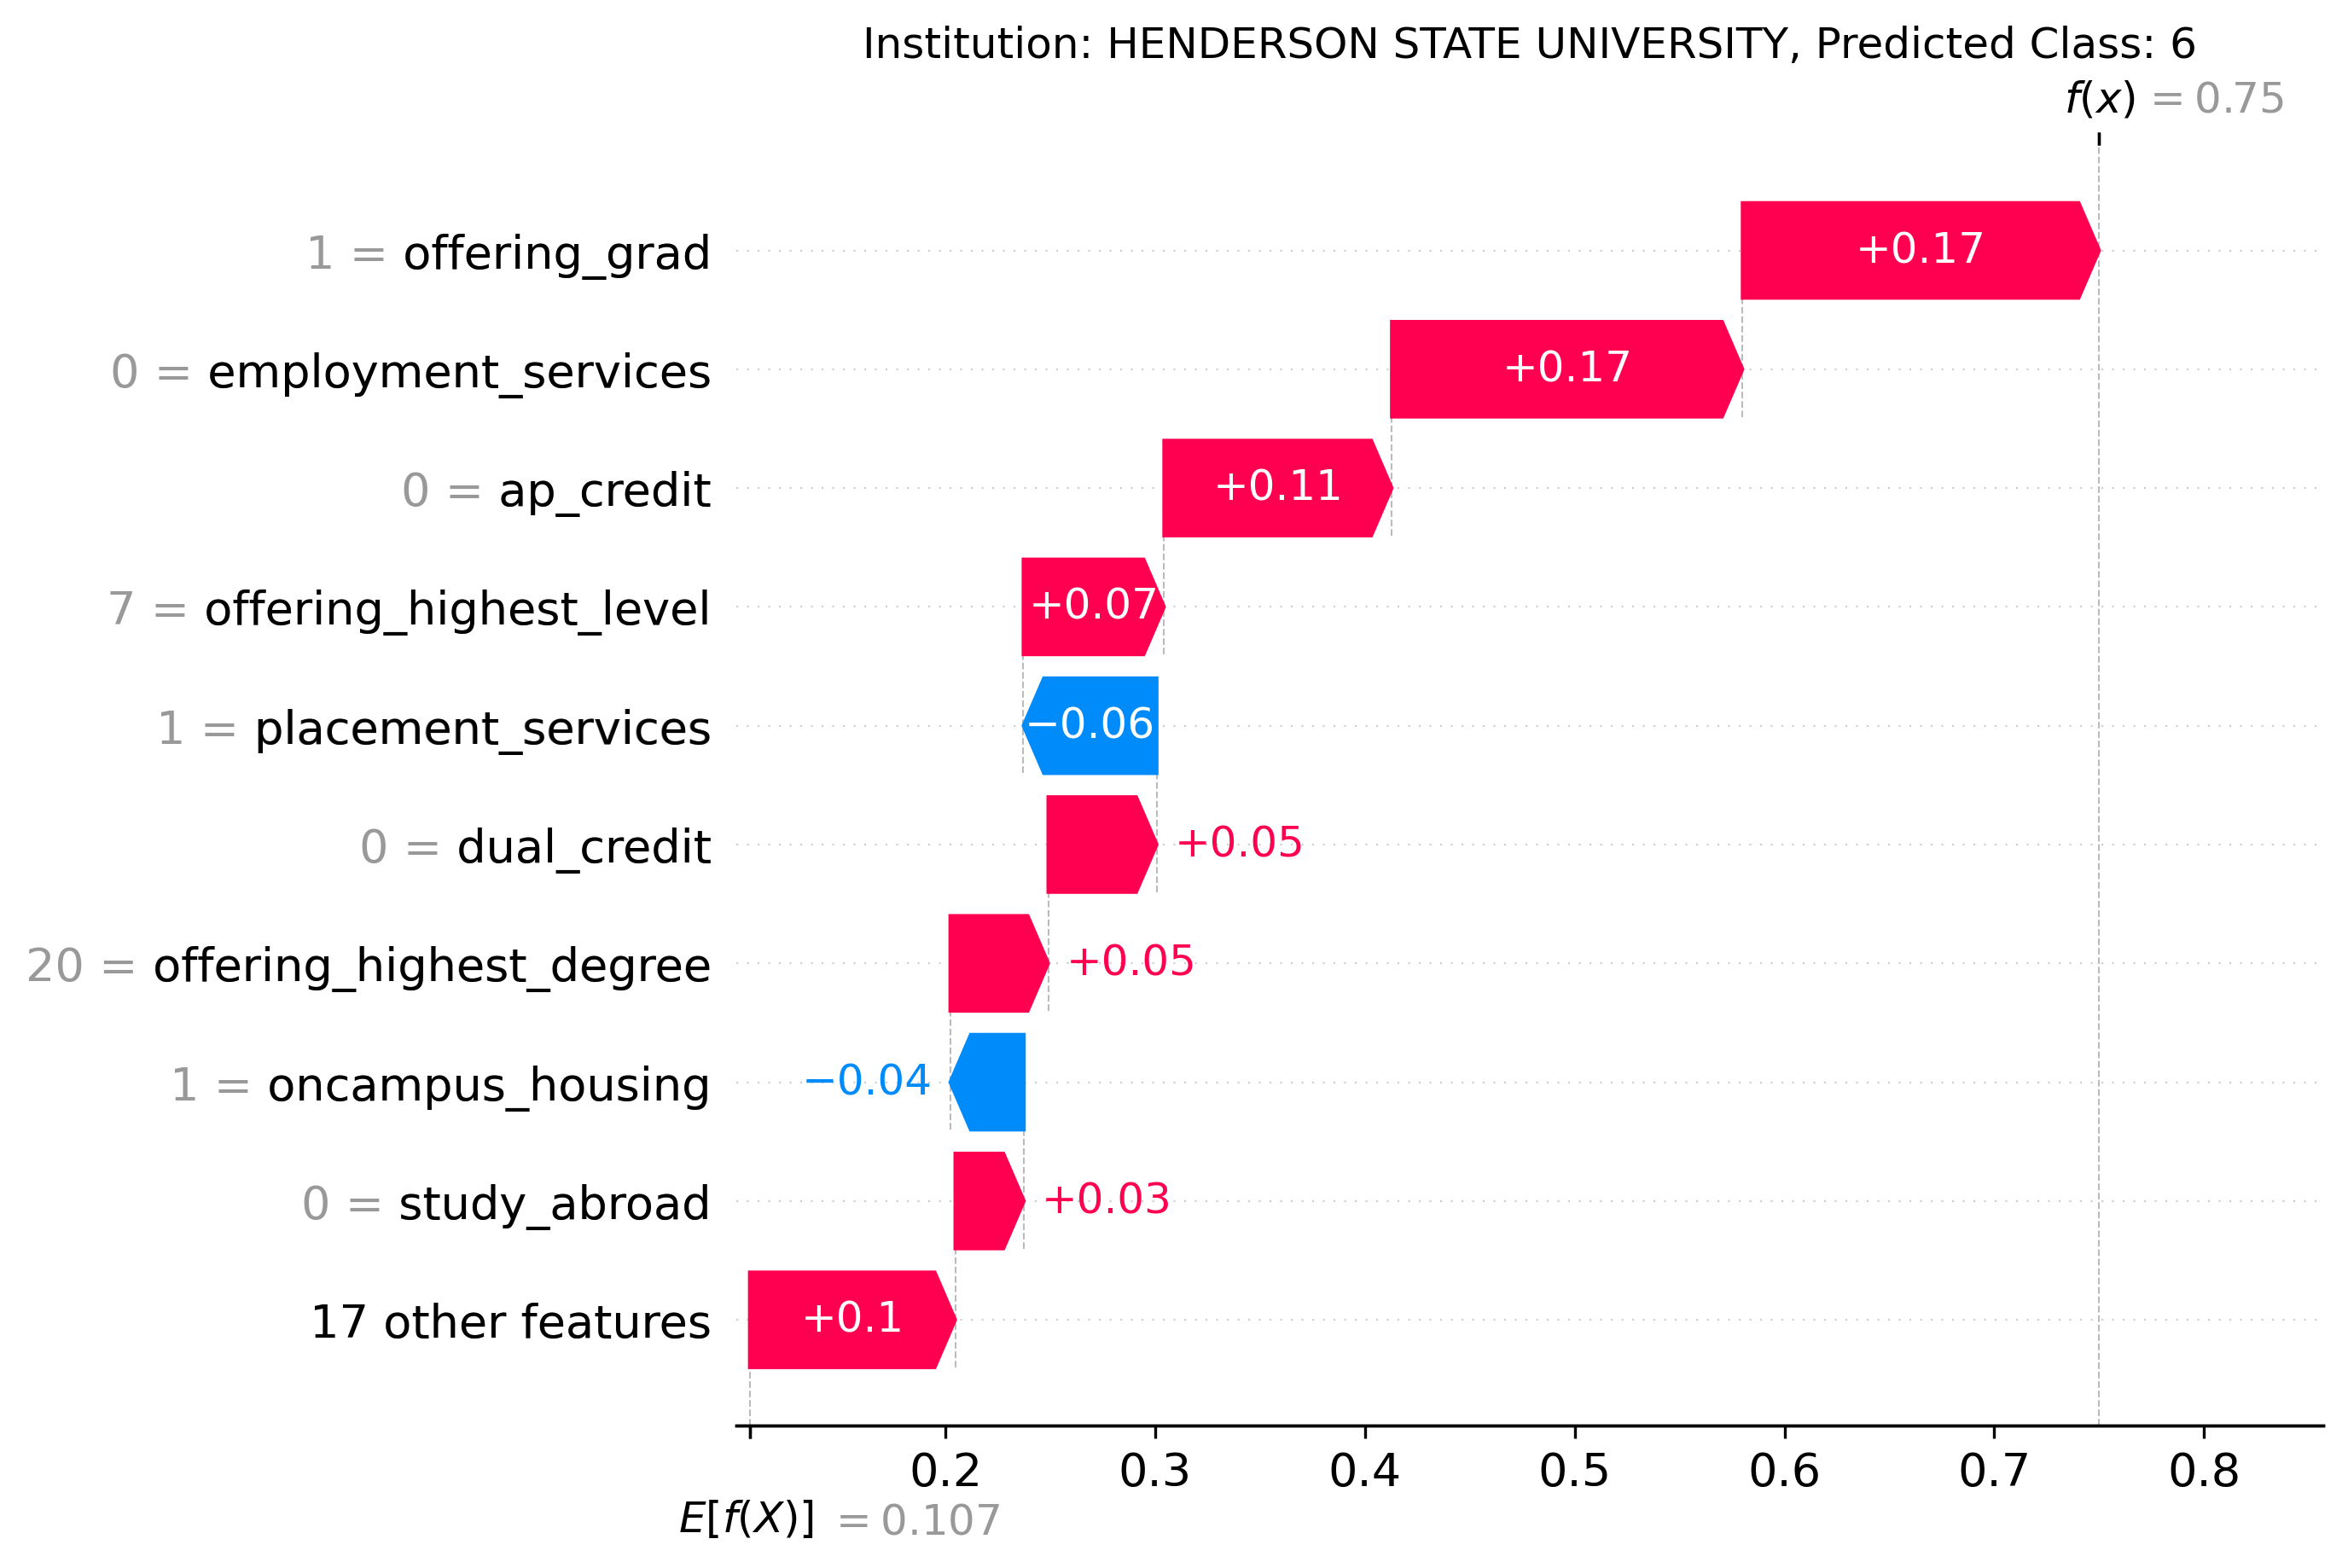 Institution: HENDERSON STATE UNIVERSITY, Predicted Class: 6
f(x) = 0.75
1 = offering_grad +0.17
0 = employment_services +0.17
0 = ap_credit +0.11
7 = offering_highest_level +0.07
1 = placement_services −0.06
0 = dual_credit +0.05
20 = offering_highest_degree +0.05
1 = oncampus_housing −0.04
0 = study_abroad +0.03
17 other features +0.1
0.2 0.3 0.4 0.5 0.6 0.7 0.8
E[f(X)] = 0.107